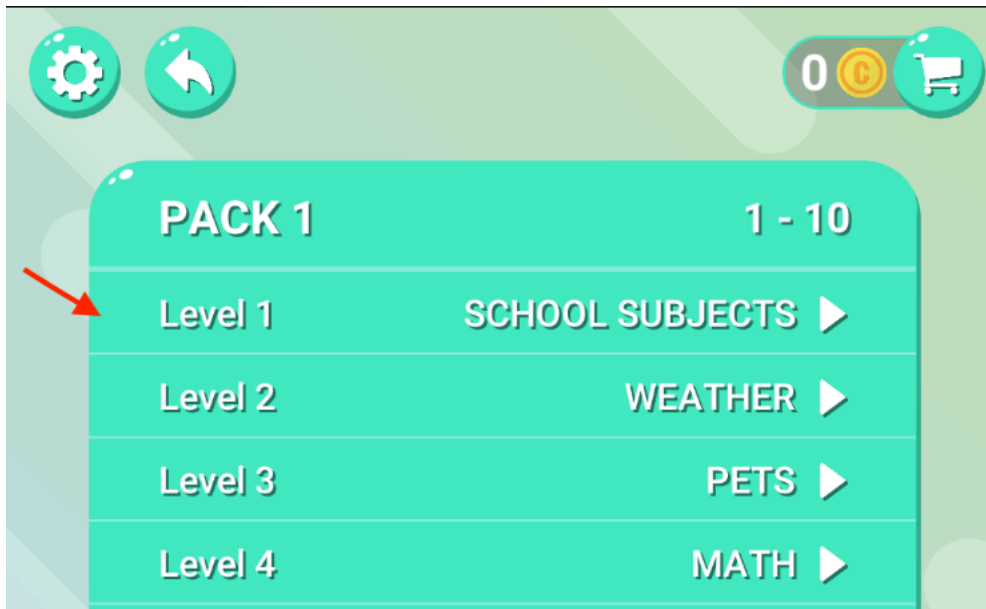 0 C
PACK 1 1 - 10
Level 1 SCHOOL SUBJECTS
Level 2 WEATHER
Level 3 PETS
Level 4 MATH